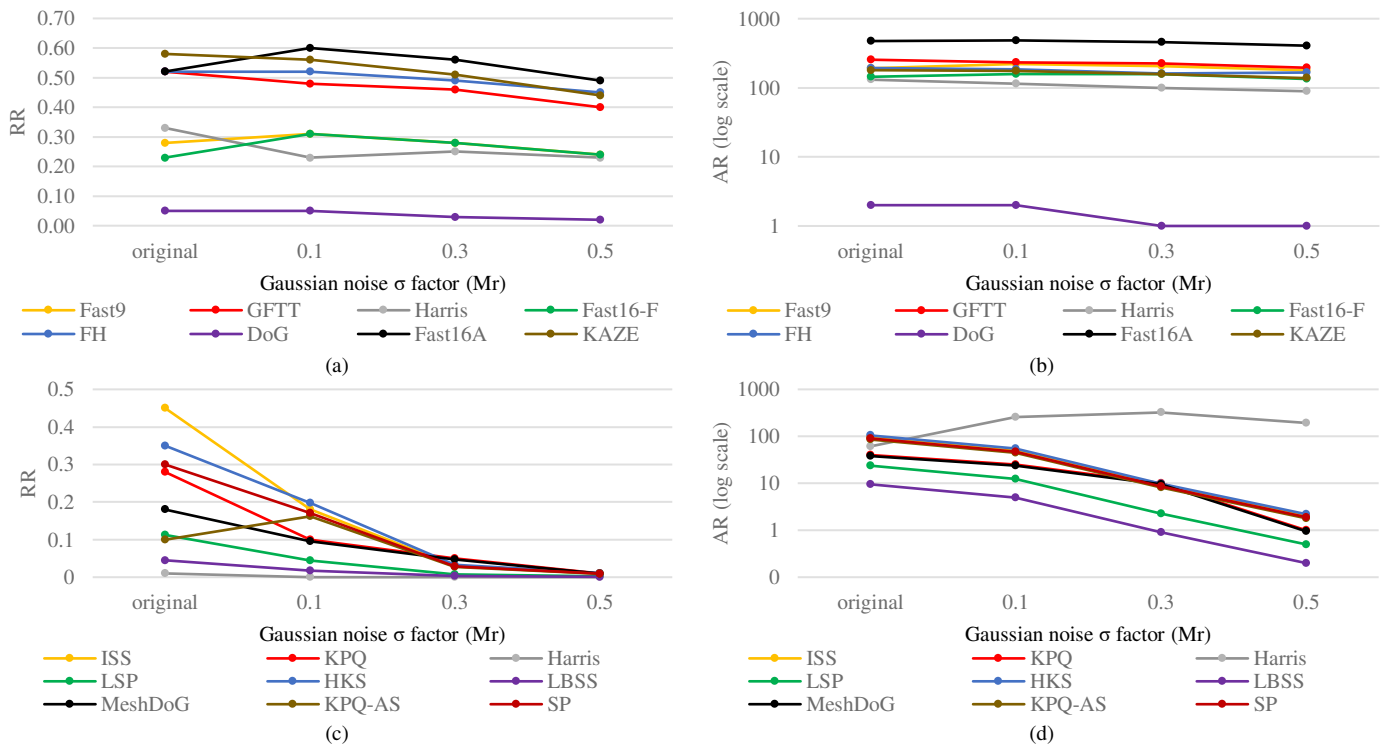 0.70
0.60
0.50
0.40
0.30
0.20
0.10
0.00
RR
original 0.1 0.3 0.5
Gaussian noise σ factor (Mr)
Fast9 GFTT Harris Fast16-F
FH DoG Fast16A KAZE
(a)
1000
100
10
1
AR (log scale)
original 0.1 0.3 0.5
Gaussian noise σ factor (Mr)
Fast9 GFTT Harris Fast16-F
FH DoG Fast16A KAZE
(b)
0.5
0.4
0.3
0.2
0.1
0
RR
original 0.1 0.3 0.5
Gaussian noise σ factor (Mr)
ISS KPQ Harris
LSP HKS LBSS
MeshDoG KPQ-AS SP
(c)
1000
100
10
1
0
AR (log scale)
original 0.1 0.3 0.5
Gaussian noise σ factor (Mr)
ISS KPQ Harris
LSP HKS LBSS
MeshDoG KPQ-AS SP
(d)